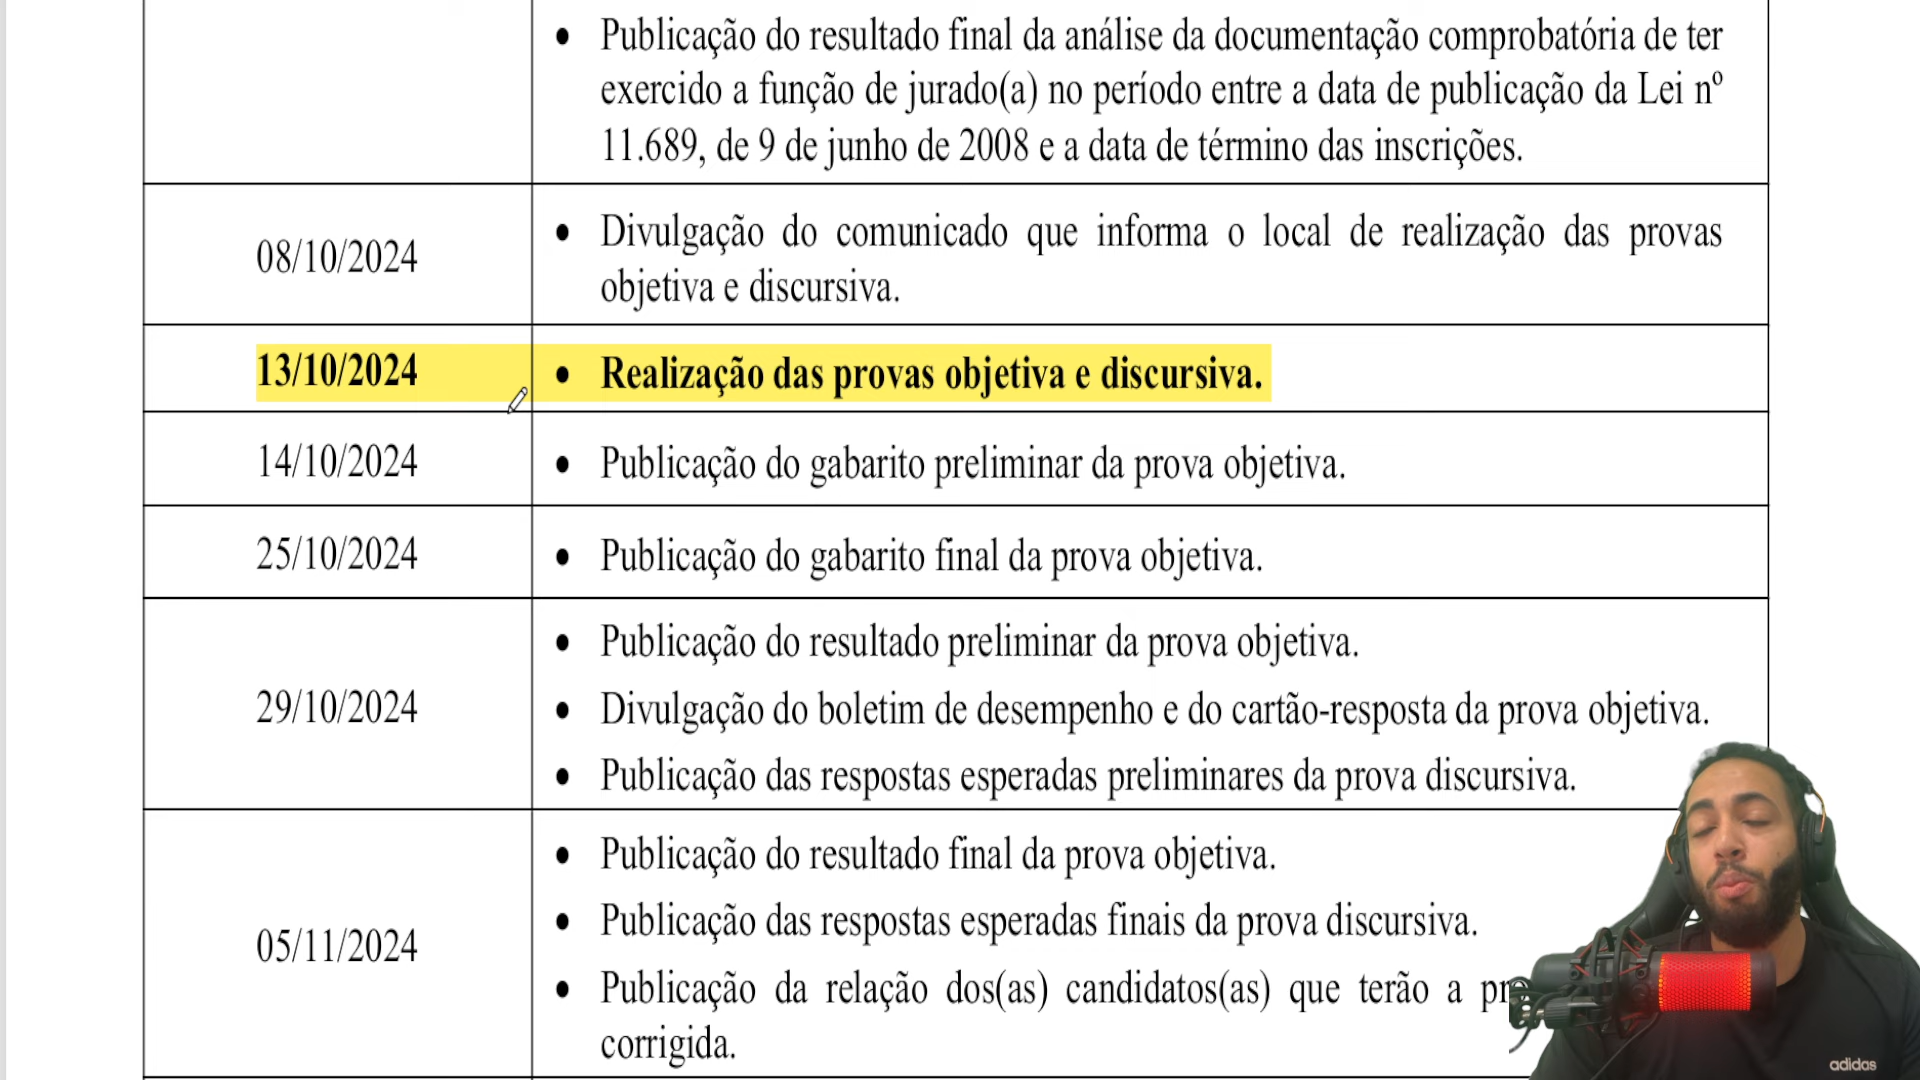 • Publicação do resultado final da análise da documentação comprobatória de ter
exercido a função de jurado(a) no período entre a data de publicação da Lei nº
11.689, de 9 de junho de 2008 e a data de término das inscrições.
08/10/2024
• Divulgação do comunicado que informa o local de realização das provas
objetiva e discursiva.
13/10/2024
• Realização das provas objetiva e discursiva.
14/10/2024
• Publicação do gabarito preliminar da prova objetiva.
25/10/2024
• Publicação do gabarito final da prova objetiva.
29/10/2024
• Publicação do resultado preliminar da prova objetiva.
• Divulgação do boletim de desempenho e do cartão-resposta da prova objetiva.
• Publicação das respostas esperadas preliminares da prova discursiva.
05/11/2024
• Publicação do resultado final da prova objetiva.
• Publicação das respostas esperadas finais da prova discursiva.
• Publicação da relação dos(as) candidatos(as) que terão a
corrigida.
adidas